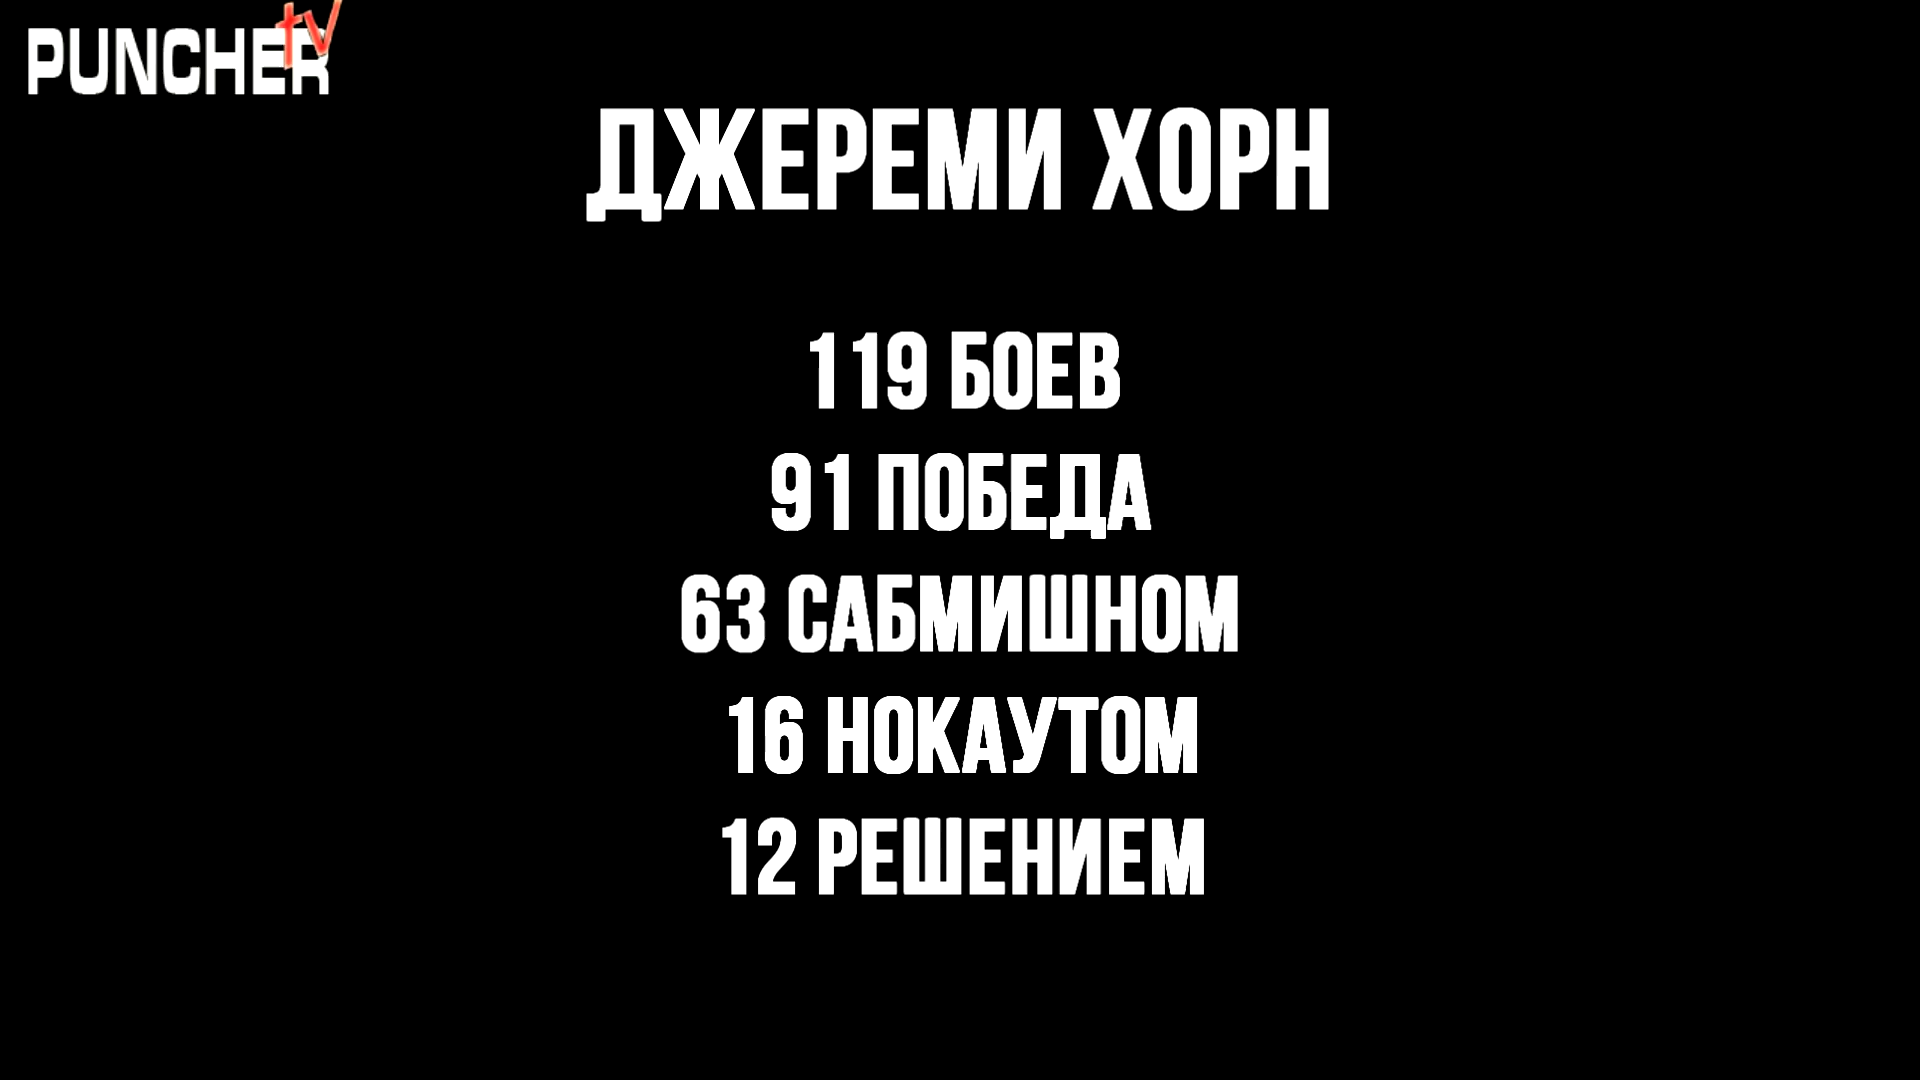 PUNCHER tv
ДЖЕРЕМИ ХОРН
119 БОЕВ
91 ПОБЕДА
63 САБМИШНОМ
16 НОКАУТОМ
12 РЕШЕНИЕМ